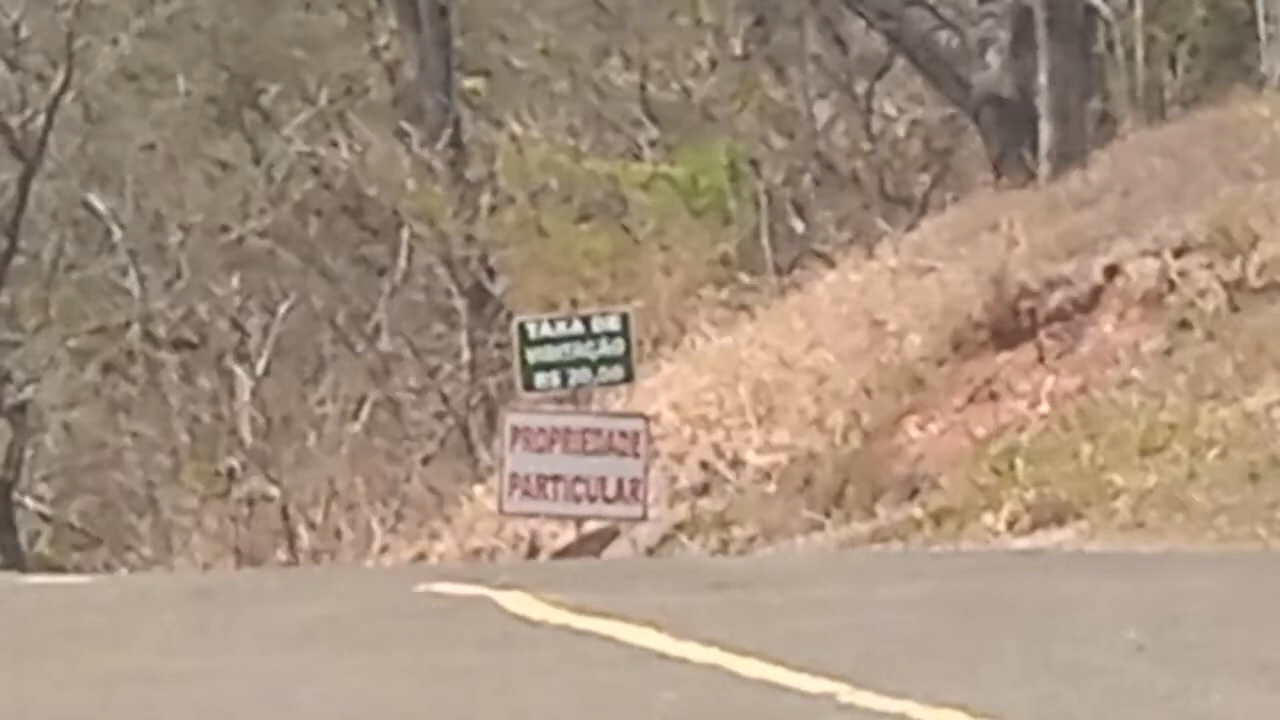 TAXA DE
VISITAÇÃO
R$ 20,00
PROPRIEDADE
PARTICULAR